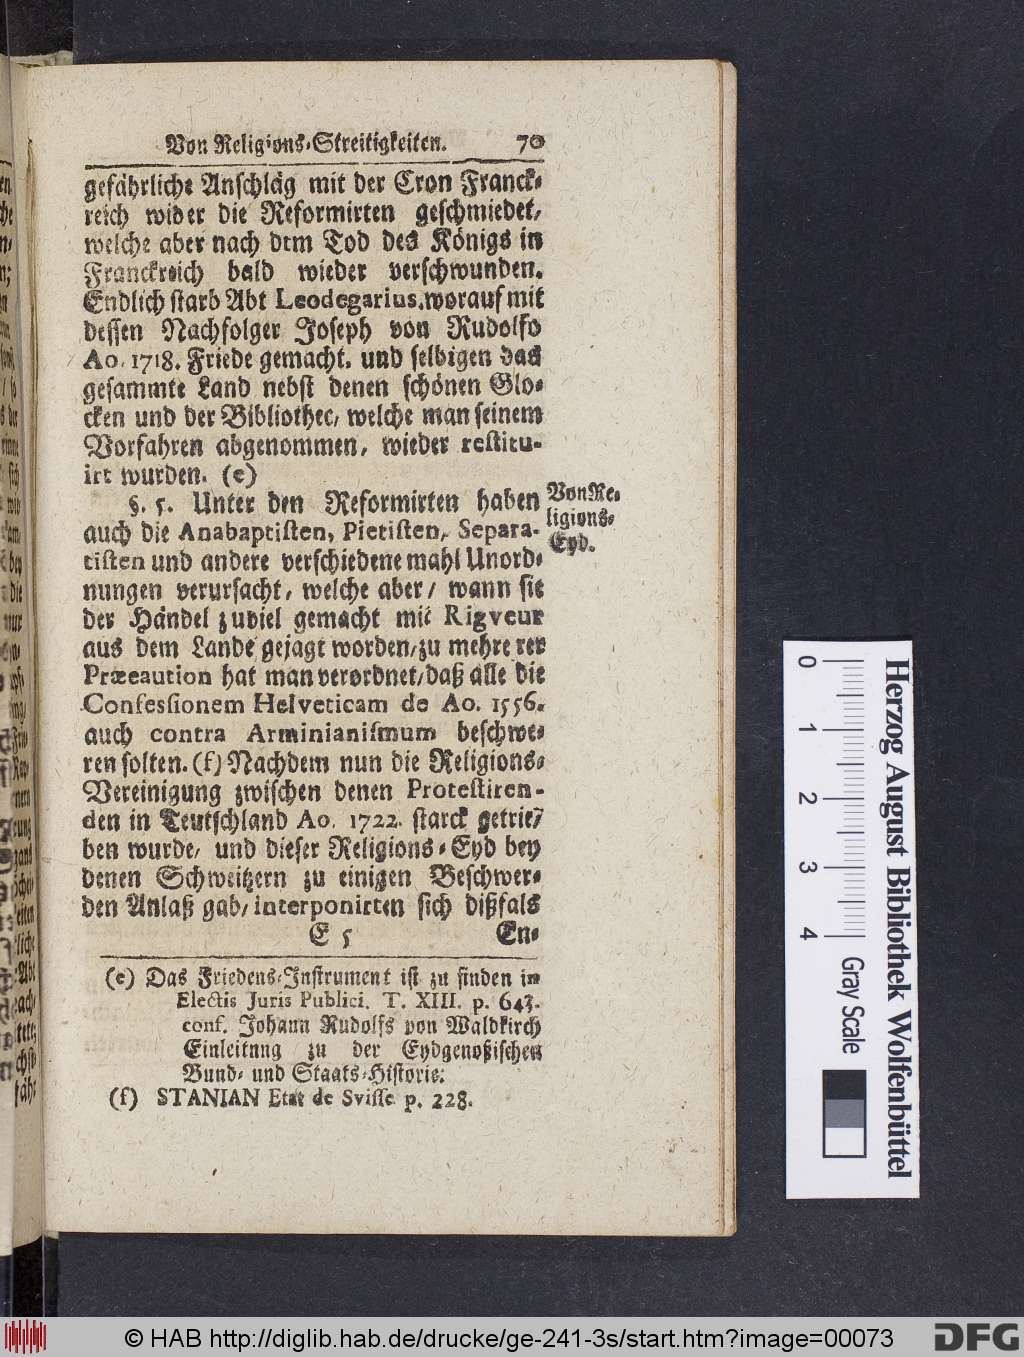 Von Religions-Streitigkeiten. 70
gefährliche Anschläg mit der Cron Franck-
reich wider die Reformirten geschmiedet/
welche aber nach dem Tod des Königs in
Franckreich bald wieder verschwunden.
Endlich starb Abt Leodegarius, worauf mit
dessen Nachfolger Joseph von Rudolfo
Ao. 1718. Friede gemacht, und selbigen das
gesammte Land nebst denen schönen Glo-
cken und der Bibliothec, welche man seinem
Vorfahren abgenommen, wieder restitu-
irt wurden. (e)
§. 5. Unter den Reformirten haben
auch die Anabaptisten, Pietisten, Separa-
tisten und andere verschiedene mahl Unord-
nungen verursacht, welche aber/ wann sie
der Händel zuviel gemacht mit Rigveur
aus dem Lande gejagt worden/ zu mehrerer
Præcaution hat man verordnet/ daß alle die
Confessionem Helveticam de Ao. 1556.
auch contra Arminianismum beschwe-
ren solten. (f) Nachdem nun die Religions-
Vereinigung zwischen denen Protestiren-
den in Teutschland Ao. 1722. starck getrie-
ben wurde/ und dieser Religions-Eyd bey
denen Schweitzern zu einigen Beschwer-
den Anlaß gab/ interponirten sich dißfals
E 5 En-
Von Re-
ligions-
Eyd.
(e) Das Friedens-Instrument ist zu finden in
Electis Juris Publici. T. XIII. p. 643.
conf. Johann Rudolfs von Waldkirch
Einleitung zu der Eydgenoßischen
Bund- und Staats-Historie.
(f) STANIAN Etat de Svisse p. 228.
0 1 2 3 4
Herzog August Bibliothek Wolfenbüttel
Gray Scale
© HAB http://diglib.hab.de/drucke/ge-241-3s/start.htm?image=00073
DFG